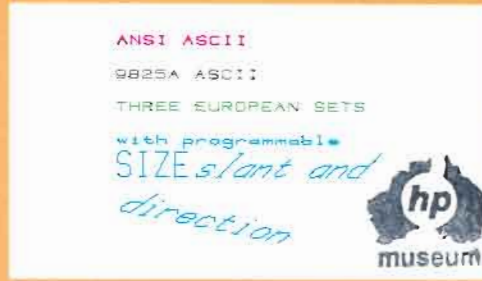 ANSI ASCII
9825A ASCII
THREE EUROPEAN SETS
with programmable
SIZE slant and
direction
hp
museum